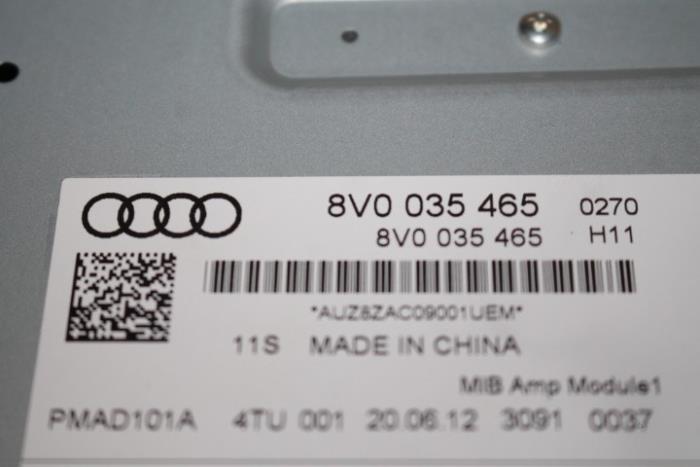 8V0 035 465 0270
8V0 035 465 H11
*AUZ8ZAC09001UEM*
11S MADE IN CHINA
MIB Amp Module1
PMAD101A 4TU 001 20.06.12 3091 0037